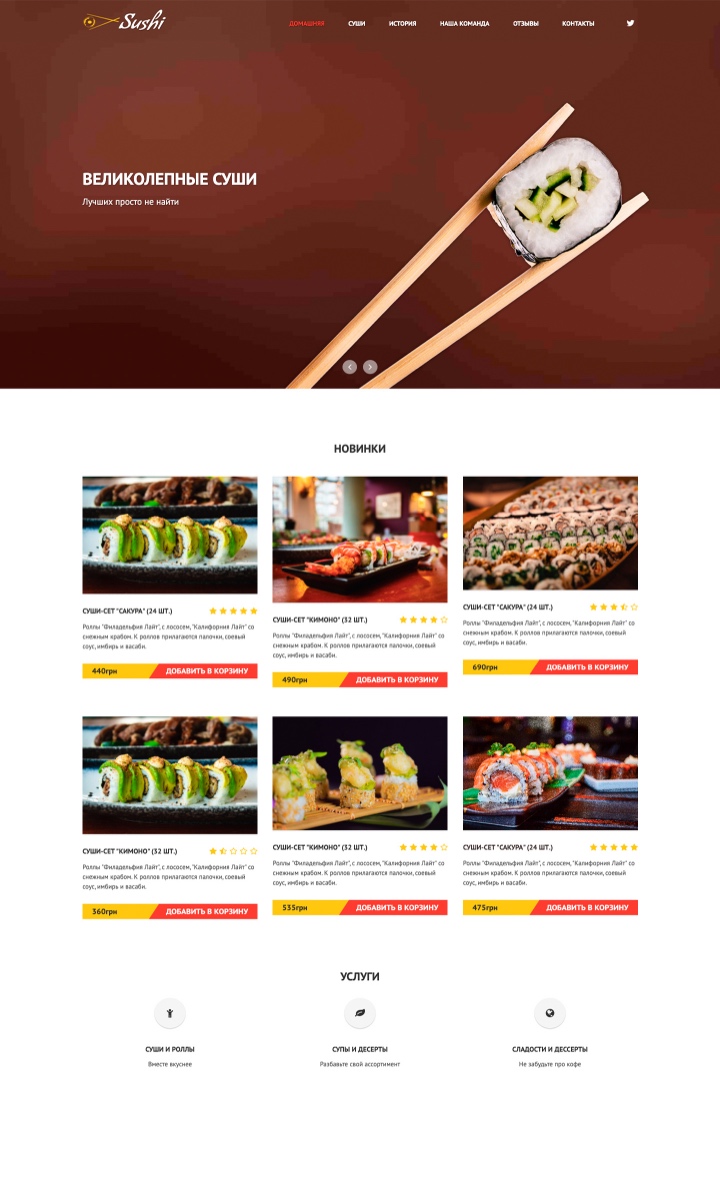 Sushi
ДОМАШНЯЯ СУШИ ИСТОРИЯ НАША КОМАНДА ОТЗЫВЫ КОНТАКТЫ
ВЕЛИКОЛЕПНЫЕ СУШИ
Лучших просто не найти
НОВИНКИ
СУШИ-СЕТ "САКУРА" (24 ШТ.)
Роллы "Филадельфия Лайт", с лососем, "Калифорния Лайт" со
снежным крабом. К роллов прилагаются палочки, соевый
соус, имбирь и васаби.
440грн ДОБАВИТЬ В КОРЗИНУ
СУШИ-СЕТ "КИМОНО" (32 ШТ.)
Роллы "Филадельфия Лайт", с лососем, "Калифорния Лайт" со
снежным крабом. К роллов прилагаются палочки, соевый
соус, имбирь и васаби.
490грн ДОБАВИТЬ В КОРЗИНУ
СУШИ-СЕТ "САКУРА" (24 ШТ.)
Роллы "Филадельфия Лайт", с лососем, "Калифорния Лайт" со
снежным крабом. К роллов прилагаются палочки, соевый
соус, имбирь и васаби.
690грн ДОБАВИТЬ В КОРЗИНУ
СУШИ-СЕТ "КИМОНО" (32 ШТ.)
Роллы "Филадельфия Лайт", с лососем, "Калифорния Лайт" со
снежным крабом. К роллов прилагаются палочки, соевый
соус, имбирь и васаби.
360грн ДОБАВИТЬ В КОРЗИНУ
СУШИ-СЕТ "КИМОНО" (32 ШТ.)
Роллы "Филадельфия Лайт", с лососем, "Калифорния Лайт" со
снежным крабом. К роллов прилагаются палочки, соевый
соус, имбирь и васаби.
535грн ДОБАВИТЬ В КОРЗИНУ
СУШИ-СЕТ "САКУРА" (24 ШТ.)
Роллы "Филадельфия Лайт", с лососем, "Калифорния Лайт" со
снежным крабом. К роллов прилагаются палочки, соевый
соус, имбирь и васаби.
475грн ДОБАВИТЬ В КОРЗИНУ
УСЛУГИ
СУШИ И РОЛЛЫ
Вместе вкуснее
СУПЫ И ДЕСЕРТЫ
Разбавьте свой ассортимент
СЛАДОСТИ И ДЕССЕРТЫ
Не забудьте про кофе